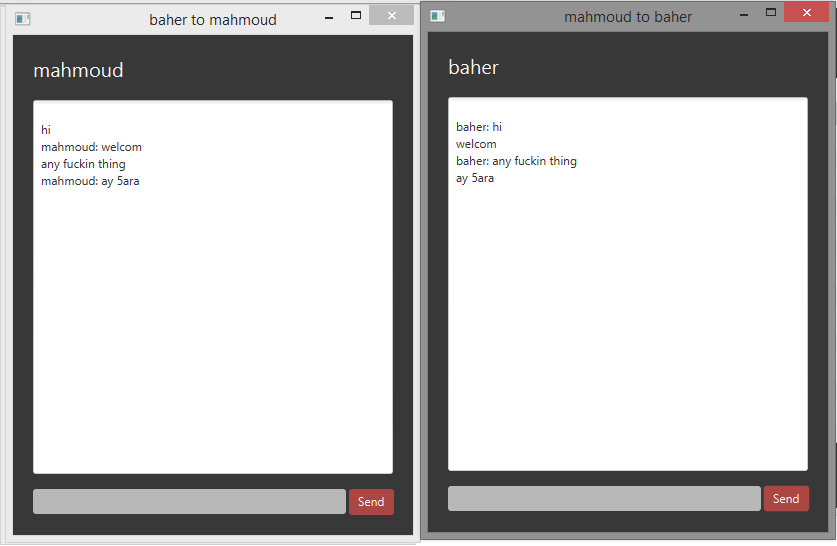 baher to mahmoud
mahmoud
hi
mahmoud: welcom
any fuckin thing
mahmoud: ay 5ara
Send
mahmoud to baher
baher
baher: hi
welcom
baher: any fuckin thing
ay 5ara
Send